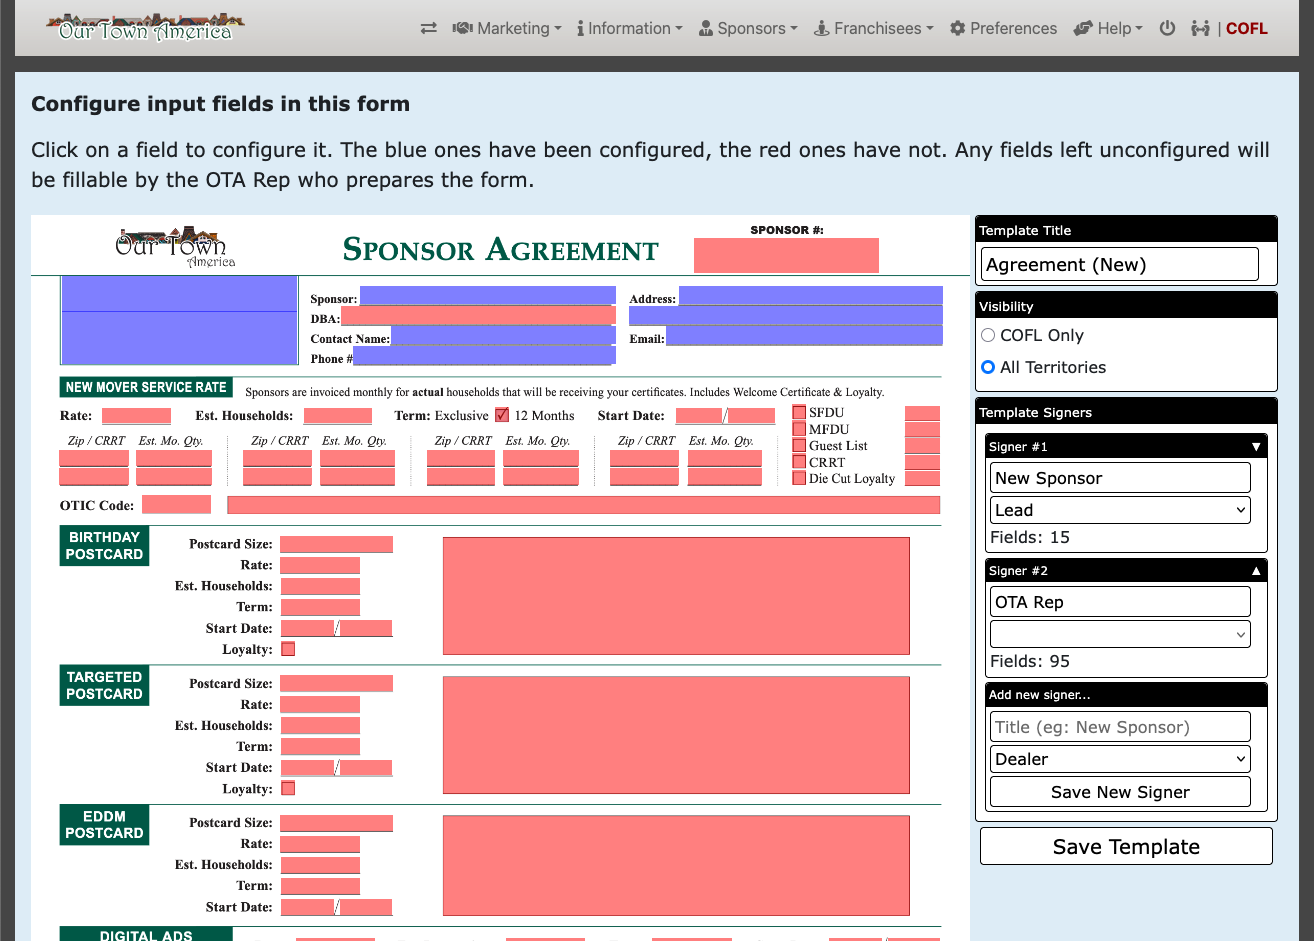 Our Town America
Marketing
Information
Sponsors
Franchisees
Preferences
Help
| COFL
Configure input fields in this form
Click on a field to configure it. The blue ones have been configured, the red ones have not. Any fields left unconfigured will
be fillable by the OTA Rep who prepares the form.
Our Town
America
SPONSOR AGREEMENT
SPONSOR #:
Sponsor:
DBA:
Contact Name:
Phone #
Address:
Email:
NEW MOVER SERVICE RATE
Sponsors are invoiced monthly for actual households that will be receiving your certificates. Includes Welcome Certificate & Loyalty.
Rate:
Est. Households:
Term: Exclusive
12 Months
Start Date:
/
Zip / CRRT Est. Mo. Qty.
Zip / CRRT Est. Mo. Qty.
Zip / CRRT Est. Mo. Qty.
Zip / CRRT Est. Mo. Qty.
SFDU
MFDU
Guest List
CRRT
Die Cut Loyalty
OTIC Code:
BIRTHDAY
POSTCARD
Postcard Size:
Rate:
Est. Households:
Term:
Start Date: /
Loyalty:
TARGETED
POSTCARD
Postcard Size:
Rate:
Est. Households:
Term:
Start Date: /
Loyalty:
EDDM
POSTCARD
Postcard Size:
Rate:
Est. Households:
Term:
Start Date: /
DIGITAL ADS
Template Title
Agreement (New)
Visibility
COFL Only
All Territories
Template Signers
Signer #1 ▼
New Sponsor
Lead
Fields: 15
Signer #2 ▲
OTA Rep
Fields: 95
Add new signer...
Title (eg: New Sponsor)
Dealer
Save New Signer
Save Template